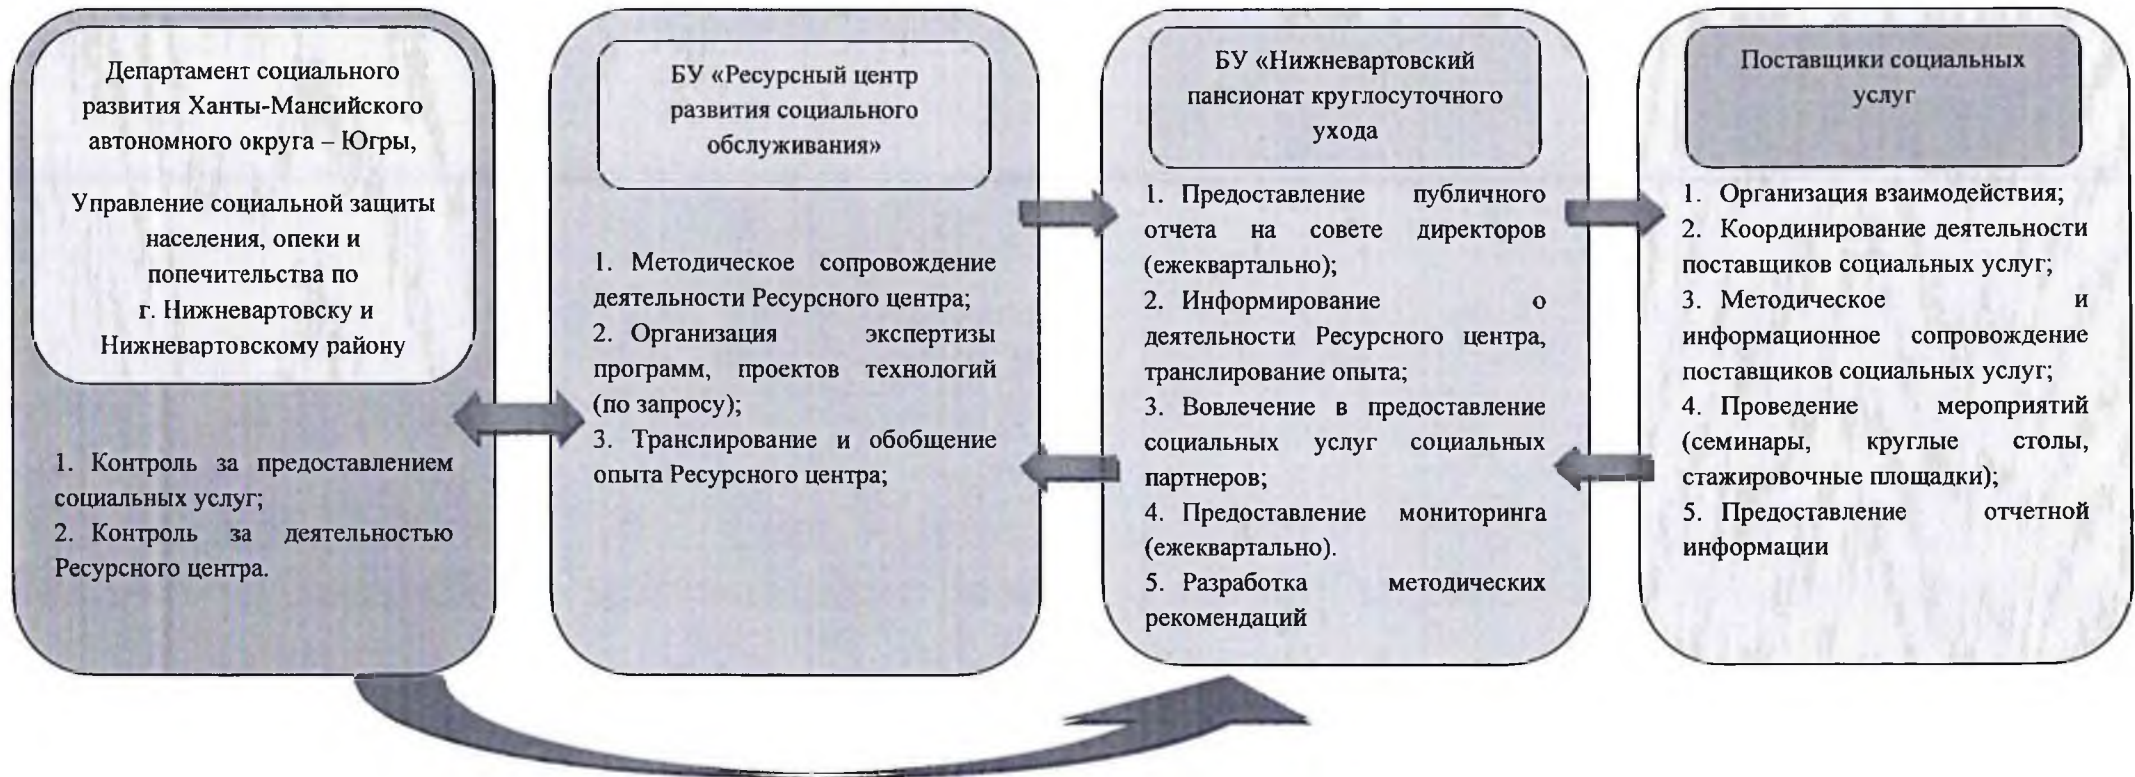 Департамент социального
развития Ханты-Мансийского
автономного округа – Югры,
Управление социальной защиты
населения, опеки и
попечительства по
г. Нижневартовску и
Нижневартовскому району
1. Контроль за предоставлением
социальных услуг;
2. Контроль за деятельностью
Ресурсного центра.
БУ «Ресурсный центр
развития социального
обслуживания»
1. Методическое сопровождение
деятельности Ресурсного центра;
2. Организация экспертизы
программ, проектов технологий
(по запросу);
3. Транслирование и обобщение
опыта Ресурсного центра;
БУ «Нижневартовский
пансионат круглосуточного
ухода
1. Предоставление публичного
отчета на совете директоров
(ежеквартально);
2. Информирование о
деятельности Ресурсного центра,
транслирование опыта;
3. Вовлечение в предоставление
социальных услуг социальных
партнеров;
4. Предоставление мониторинга
(ежеквартально).
5. Разработка методических
рекомендаций
Поставщики социальных
услуг
1. Организация взаимодействия;
2. Координирование деятельности
поставщиков социальных услуг;
3. Методическое и
информационное сопровождение
поставщиков социальных услуг;
4. Проведение мероприятий
(семинары, круглые столы,
стажировочные площадки);
5. Предоставление отчетной
информации